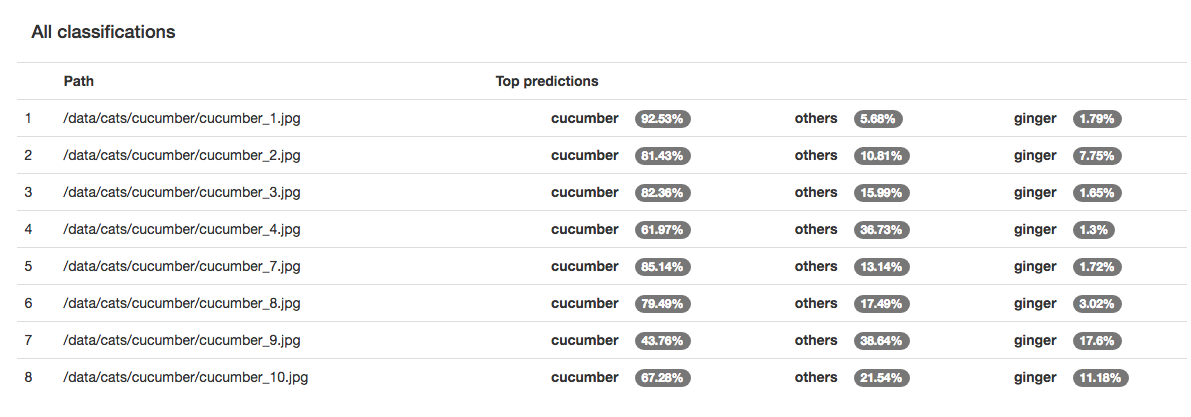 All classifications
Path Top predictions
1 /data/cats/cucumber/cucumber_1.jpg cucumber 92.53% others 5.68% ginger 1.79%
2 /data/cats/cucumber/cucumber_2.jpg cucumber 81.43% others 10.81% ginger 7.75%
3 /data/cats/cucumber/cucumber_3.jpg cucumber 82.36% others 15.99% ginger 1.65%
4 /data/cats/cucumber/cucumber_4.jpg cucumber 61.97% others 36.73% ginger 1.3%
5 /data/cats/cucumber/cucumber_7.jpg cucumber 85.14% others 13.14% ginger 1.72%
6 /data/cats/cucumber/cucumber_8.jpg cucumber 79.49% others 17.49% ginger 3.02%
7 /data/cats/cucumber/cucumber_9.jpg cucumber 43.76% others 38.64% ginger 17.6%
8 /data/cats/cucumber/cucumber_10.jpg cucumber 67.28% others 21.54% ginger 11.18%